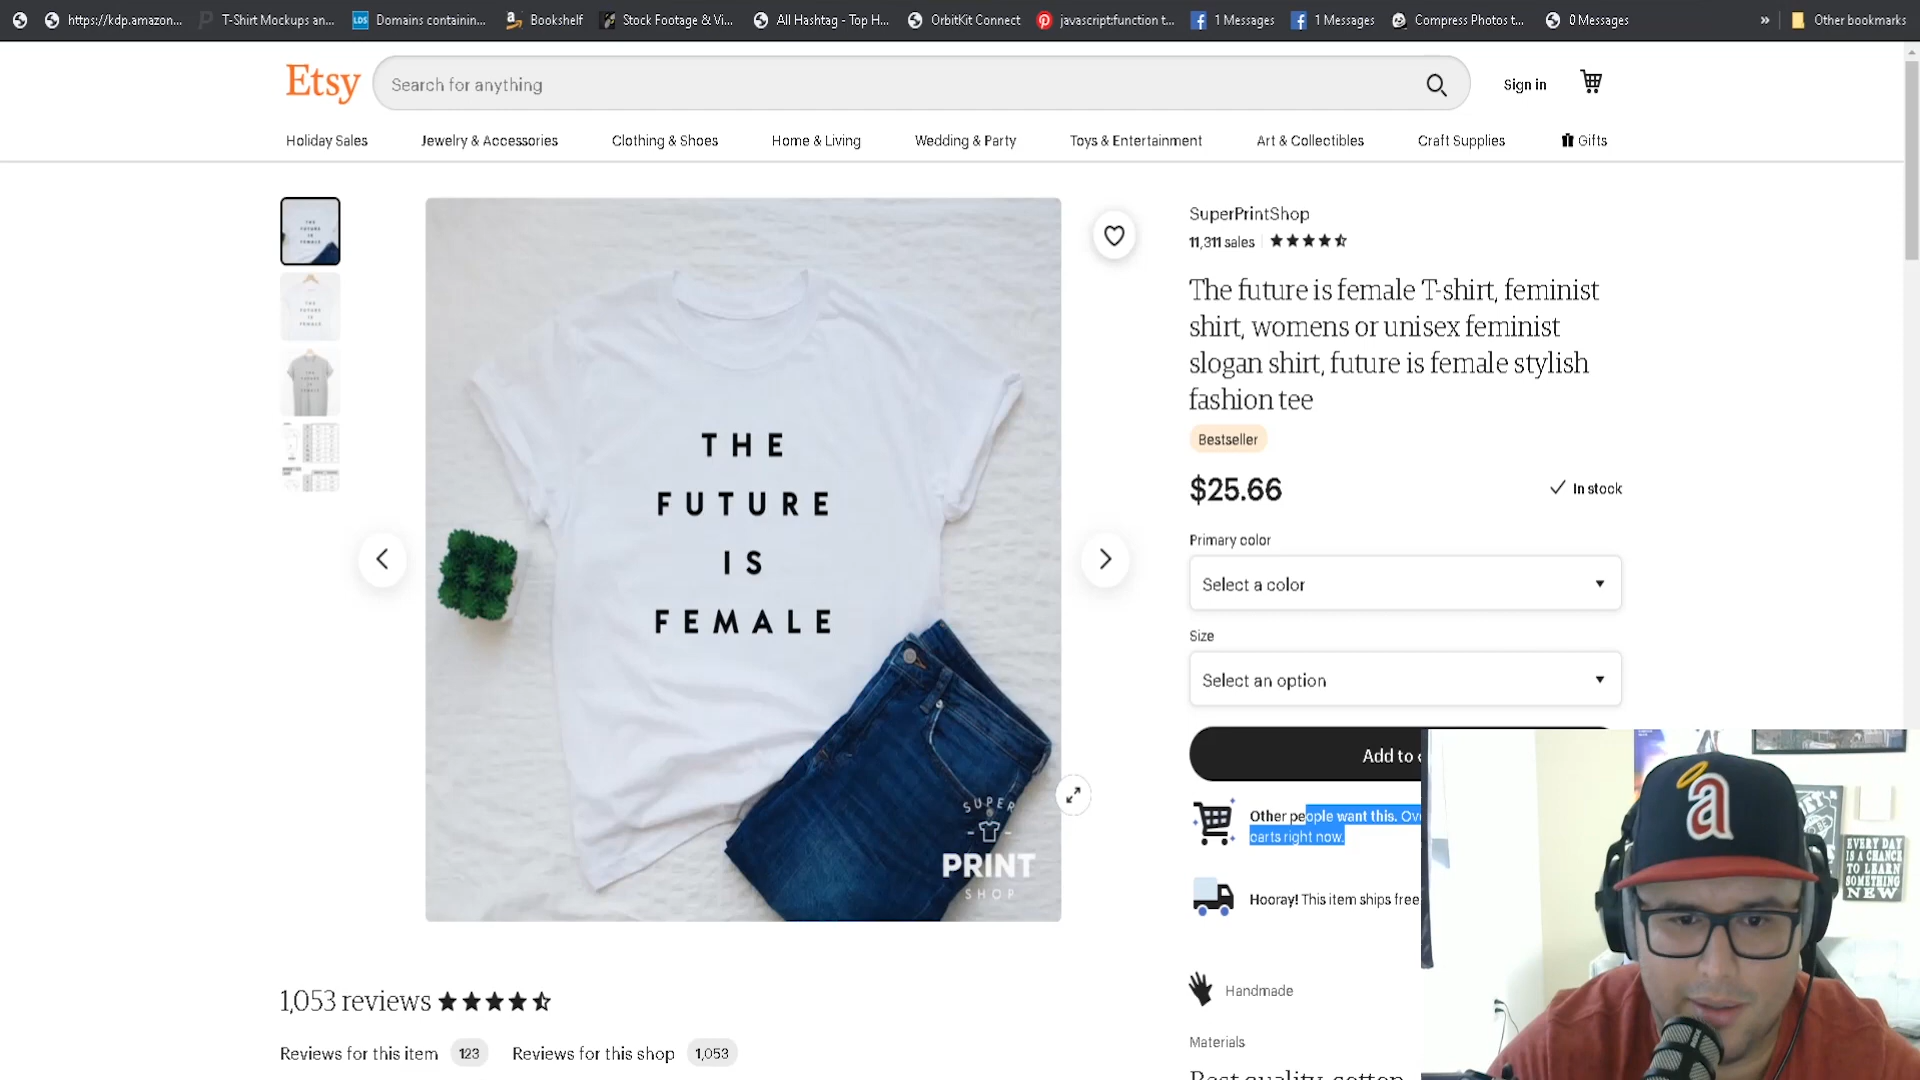 https://kdp.amazon...
T-Shirt Mockups an...
LDS
Domains containin...
Bookshelf
Stock Footage & Vi...
All Hashtag - Top H...
OrbitKit Connect
javascript:function t...
1 Messages
1 Messages
Compress Photos t...
0 Messages
»
Other bookmarks
Etsy
Search for anything
Sign in
Holiday Sales
Jewelry & Accessories
Clothing & Shoes
Home & Living
Wedding & Party
Toys & Entertainment
Art & Collectibles
Craft Supplies
Gifts
THE
FUTURE
IS
FEMALE
SUPER
PRINT
SHOP
SuperPrintShop
11,311 sales
The future is female T-shirt, feminist
shirt, womens or unisex feminist
slogan shirt, future is female stylish
fashion tee
Bestseller
$25.66
In stock
Primary color
Select a color
Size
Select an option
Add to
Other people want this. Ov
carts right now.
Hooray! This item ships free
Handmade
Materials
Best quality, cotton
1,053 reviews
Reviews for this item 123
Reviews for this shop 1,053
a
EVERY DAY
IS A CHANCE
TO LEARN
SOMETHING
NEW